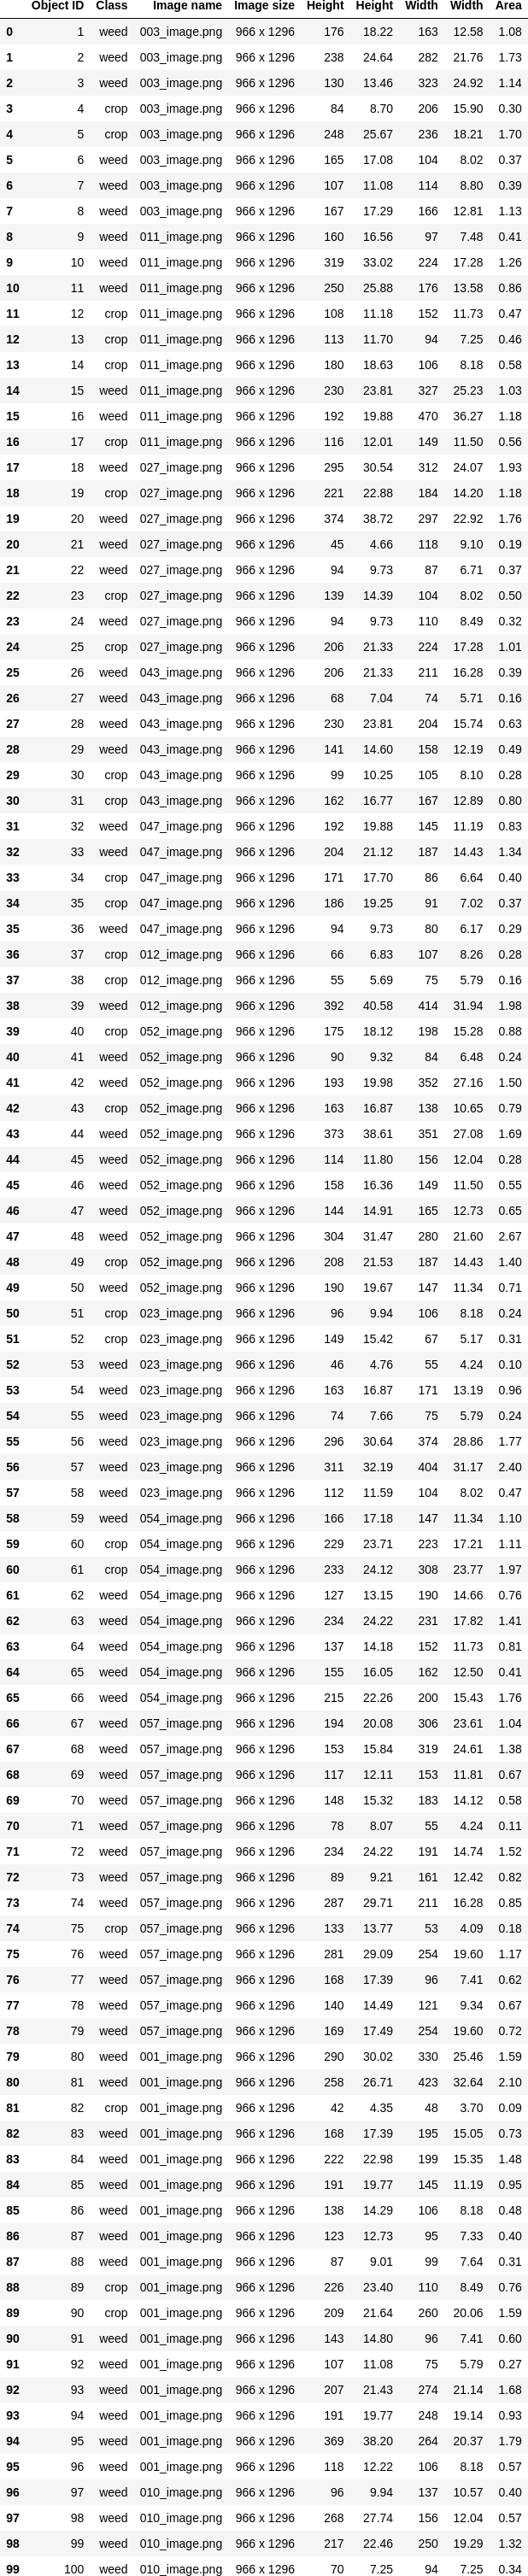 Object ID Class Image name Image size Height Height Width Width Area
0 1 weed 003_image.png 966 x 1296 176 18.22 163 12.58 1.08
1 2 weed 003_image.png 966 x 1296 238 24.64 282 21.76 1.73
2 3 weed 003_image.png 966 x 1296 130 13.46 323 24.92 1.14
3 4 crop 003_image.png 966 x 1296 84 8.70 206 15.90 0.30
4 5 crop 003_image.png 966 x 1296 248 25.67 236 18.21 1.70
5 6 weed 003_image.png 966 x 1296 165 17.08 104 8.02 0.37
6 7 weed 003_image.png 966 x 1296 107 11.08 114 8.80 0.39
7 8 weed 003_image.png 966 x 1296 167 17.29 166 12.81 1.13
8 9 weed 011_image.png 966 x 1296 160 16.56 97 7.48 0.41
9 10 weed 011_image.png 966 x 1296 319 33.02 224 17.28 1.26
10 11 weed 011_image.png 966 x 1296 250 25.88 176 13.58 0.86
11 12 crop 011_image.png 966 x 1296 108 11.18 152 11.73 0.47
12 13 crop 011_image.png 966 x 1296 113 11.70 94 7.25 0.46
13 14 crop 011_image.png 966 x 1296 180 18.63 106 8.18 0.58
14 15 weed 011_image.png 966 x 1296 230 23.81 327 25.23 1.03
15 16 weed 011_image.png 966 x 1296 192 19.88 470 36.27 1.18
16 17 crop 011_image.png 966 x 1296 116 12.01 149 11.50 0.56
17 18 weed 027_image.png 966 x 1296 295 30.54 312 24.07 1.93
18 19 crop 027_image.png 966 x 1296 221 22.88 184 14.20 1.18
19 20 weed 027_image.png 966 x 1296 374 38.72 297 22.92 1.76
20 21 weed 027_image.png 966 x 1296 45 4.66 118 9.10 0.19
21 22 weed 027_image.png 966 x 1296 94 9.73 87 6.71 0.37
22 23 crop 027_image.png 966 x 1296 139 14.39 104 8.02 0.50
23 24 weed 027_image.png 966 x 1296 94 9.73 110 8.49 0.32
24 25 crop 027_image.png 966 x 1296 206 21.33 224 17.28 1.01
25 26 weed 043_image.png 966 x 1296 206 21.33 211 16.28 0.39
26 27 weed 043_image.png 966 x 1296 68 7.04 74 5.71 0.16
27 28 weed 043_image.png 966 x 1296 230 23.81 204 15.74 0.63
28 29 weed 043_image.png 966 x 1296 141 14.60 158 12.19 0.49
29 30 crop 043_image.png 966 x 1296 99 10.25 105 8.10 0.28
30 31 crop 043_image.png 966 x 1296 162 16.77 167 12.89 0.80
31 32 weed 047_image.png 966 x 1296 192 19.88 145 11.19 0.83
32 33 weed 047_image.png 966 x 1296 204 21.12 187 14.43 1.34
33 34 crop 047_image.png 966 x 1296 171 17.70 86 6.64 0.40
34 35 crop 047_image.png 966 x 1296 186 19.25 91 7.02 0.37
35 36 weed 047_image.png 966 x 1296 94 9.73 80 6.17 0.29
36 37 crop 012_image.png 966 x 1296 66 6.83 107 8.26 0.28
37 38 crop 012_image.png 966 x 1296 55 5.69 75 5.79 0.16
38 39 weed 012_image.png 966 x 1296 392 40.58 414 31.94 1.98
39 40 crop 052_image.png 966 x 1296 175 18.12 198 15.28 0.88
40 41 weed 052_image.png 966 x 1296 90 9.32 84 6.48 0.24
41 42 weed 052_image.png 966 x 1296 193 19.98 352 27.16 1.50
42 43 crop 052_image.png 966 x 1296 163 16.87 138 10.65 0.79
43 44 weed 052_image.png 966 x 1296 373 38.61 351 27.08 1.69
44 45 weed 052_image.png 966 x 1296 114 11.80 156 12.04 0.28
45 46 weed 052_image.png 966 x 1296 158 16.36 149 11.50 0.55
46 47 weed 052_image.png 966 x 1296 144 14.91 165 12.73 0.65
47 48 weed 052_image.png 966 x 1296 304 31.47 280 21.60 2.67
48 49 crop 052_image.png 966 x 1296 208 21.53 187 14.43 1.40
49 50 weed 052_image.png 966 x 1296 190 19.67 147 11.34 0.71
50 51 crop 023_image.png 966 x 1296 96 9.94 106 8.18 0.24
51 52 crop 023_image.png 966 x 1296 149 15.42 67 5.17 0.31
52 53 weed 023_image.png 966 x 1296 46 4.76 55 4.24 0.10
53 54 weed 023_image.png 966 x 1296 163 16.87 171 13.19 0.96
54 55 weed 023_image.png 966 x 1296 74 7.66 75 5.79 0.24
55 56 weed 023_image.png 966 x 1296 296 30.64 374 28.86 1.77
56 57 weed 023_image.png 966 x 1296 311 32.19 404 31.17 2.40
57 58 weed 023_image.png 966 x 1296 112 11.59 104 8.02 0.47
58 59 weed 054_image.png 966 x 1296 166 17.18 147 11.34 1.10
59 60 crop 054_image.png 966 x 1296 229 23.71 223 17.21 1.11
60 61 crop 054_image.png 966 x 1296 233 24.12 308 23.77 1.97
61 62 weed 054_image.png 966 x 1296 127 13.15 190 14.66 0.76
62 63 weed 054_image.png 966 x 1296 234 24.22 231 17.82 1.41
63 64 weed 054_image.png 966 x 1296 137 14.18 152 11.73 0.81
64 65 weed 054_image.png 966 x 1296 155 16.05 162 12.50 0.41
65 66 weed 054_image.png 966 x 1296 215 22.26 200 15.43 1.76
66 67 weed 057_image.png 966 x 1296 194 20.08 306 23.61 1.04
67 68 weed 057_image.png 966 x 1296 153 15.84 319 24.61 1.38
68 69 weed 057_image.png 966 x 1296 117 12.11 153 11.81 0.67
69 70 weed 057_image.png 966 x 1296 148 15.32 183 14.12 0.58
70 71 weed 057_image.png 966 x 1296 78 8.07 55 4.24 0.11
71 72 weed 057_image.png 966 x 1296 234 24.22 191 14.74 1.52
72 73 weed 057_image.png 966 x 1296 89 9.21 161 12.42 0.82
73 74 weed 057_image.png 966 x 1296 287 29.71 211 16.28 0.85
74 75 crop 057_image.png 966 x 1296 133 13.77 53 4.09 0.18
75 76 weed 057_image.png 966 x 1296 281 29.09 254 19.60 1.17
76 77 weed 057_image.png 966 x 1296 168 17.39 96 7.41 0.62
77 78 weed 057_image.png 966 x 1296 140 14.49 121 9.34 0.67
78 79 weed 057_image.png 966 x 1296 169 17.49 254 19.60 0.72
79 80 weed 001_image.png 966 x 1296 290 30.02 330 25.46 1.59
80 81 weed 001_image.png 966 x 1296 258 26.71 423 32.64 2.10
81 82 crop 001_image.png 966 x 1296 42 4.35 48 3.70 0.09
82 83 weed 001_image.png 966 x 1296 168 17.39 195 15.05 0.73
83 84 weed 001_image.png 966 x 1296 222 22.98 199 15.35 1.48
84 85 weed 001_image.png 966 x 1296 191 19.77 145 11.19 0.95
85 86 weed 001_image.png 966 x 1296 138 14.29 106 8.18 0.48
86 87 weed 001_image.png 966 x 1296 123 12.73 95 7.33 0.40
87 88 weed 001_image.png 966 x 1296 87 9.01 99 7.64 0.31
88 89 crop 001_image.png 966 x 1296 226 23.40 110 8.49 0.76
89 90 crop 001_image.png 966 x 1296 209 21.64 260 20.06 1.59
90 91 weed 001_image.png 966 x 1296 143 14.80 96 7.41 0.60
91 92 weed 001_image.png 966 x 1296 107 11.08 75 5.79 0.27
92 93 weed 001_image.png 966 x 1296 207 21.43 274 21.14 1.68
93 94 weed 001_image.png 966 x 1296 191 19.77 248 19.14 0.93
94 95 weed 001_image.png 966 x 1296 369 38.20 264 20.37 1.79
95 96 weed 001_image.png 966 x 1296 118 12.22 106 8.18 0.57
96 97 weed 010_image.png 966 x 1296 96 9.94 137 10.57 0.40
97 98 weed 010_image.png 966 x 1296 268 27.74 156 12.04 0.57
98 99 weed 010_image.png 966 x 1296 217 22.46 250 19.29 1.32
99 100 weed 010_image.png 966 x 1296 70 7.25 94 7.25 0.34